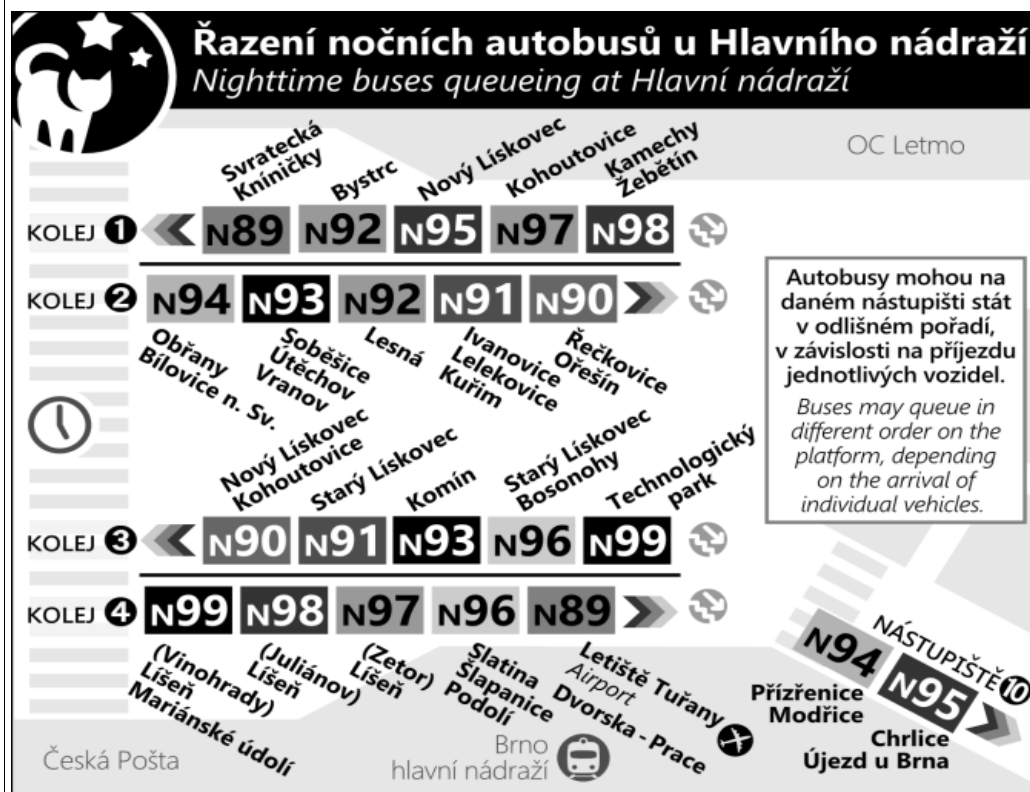 Řazení nočních autobusů u Hlavního nádraží
Nighttime buses queueing at Hlavní nádraží
OC Letmo
Svratecká
Kníničky
Bystrc
Nový Lískovec
Kohoutovice
Kamechy
Žebětín
KOLEJ 1 N89 N92 N95 N97 N98
KOLEJ 2 N94 N93 N92 N91 N90
Obřany
Bílovice n. Sv.
Soběšice
Útěchov
Vranov
Lesná
Ivanovice
Lelekovice
Kuřim
Řečkovice
Ořešín
Autobusy mohou na
daném nástupišti stát
v odlišném pořadí,
v závislosti na příjezdu
jednotlivých vozidel.
Buses may queue in
different order on the
platform, depending
on the arrival of
individual vehicles.
Nový Lískovec
Kohoutovice
Starý Lískovec
Komín
Starý Lískovec
Bosonohy
Technologický
park
KOLEJ 3 N90 N91 N93 N96 N99
KOLEJ 4 N99 N98 N97 N96 N89
(Vinohrady)
Líšeň
Mariánské údolí
(Juliánov)
Líšeň
(Zetor)
Líšeň
Slatina
Šlapanice
Podolí
Letiště Tuřany
Airport
Dvorska - Prace
NÁSTUPIŠTĚ 10
N94 N95
Přízřenice
Modřice
Chrlice
Újezd u Brna
Česká Pošta
Brno
hlavní nádraží